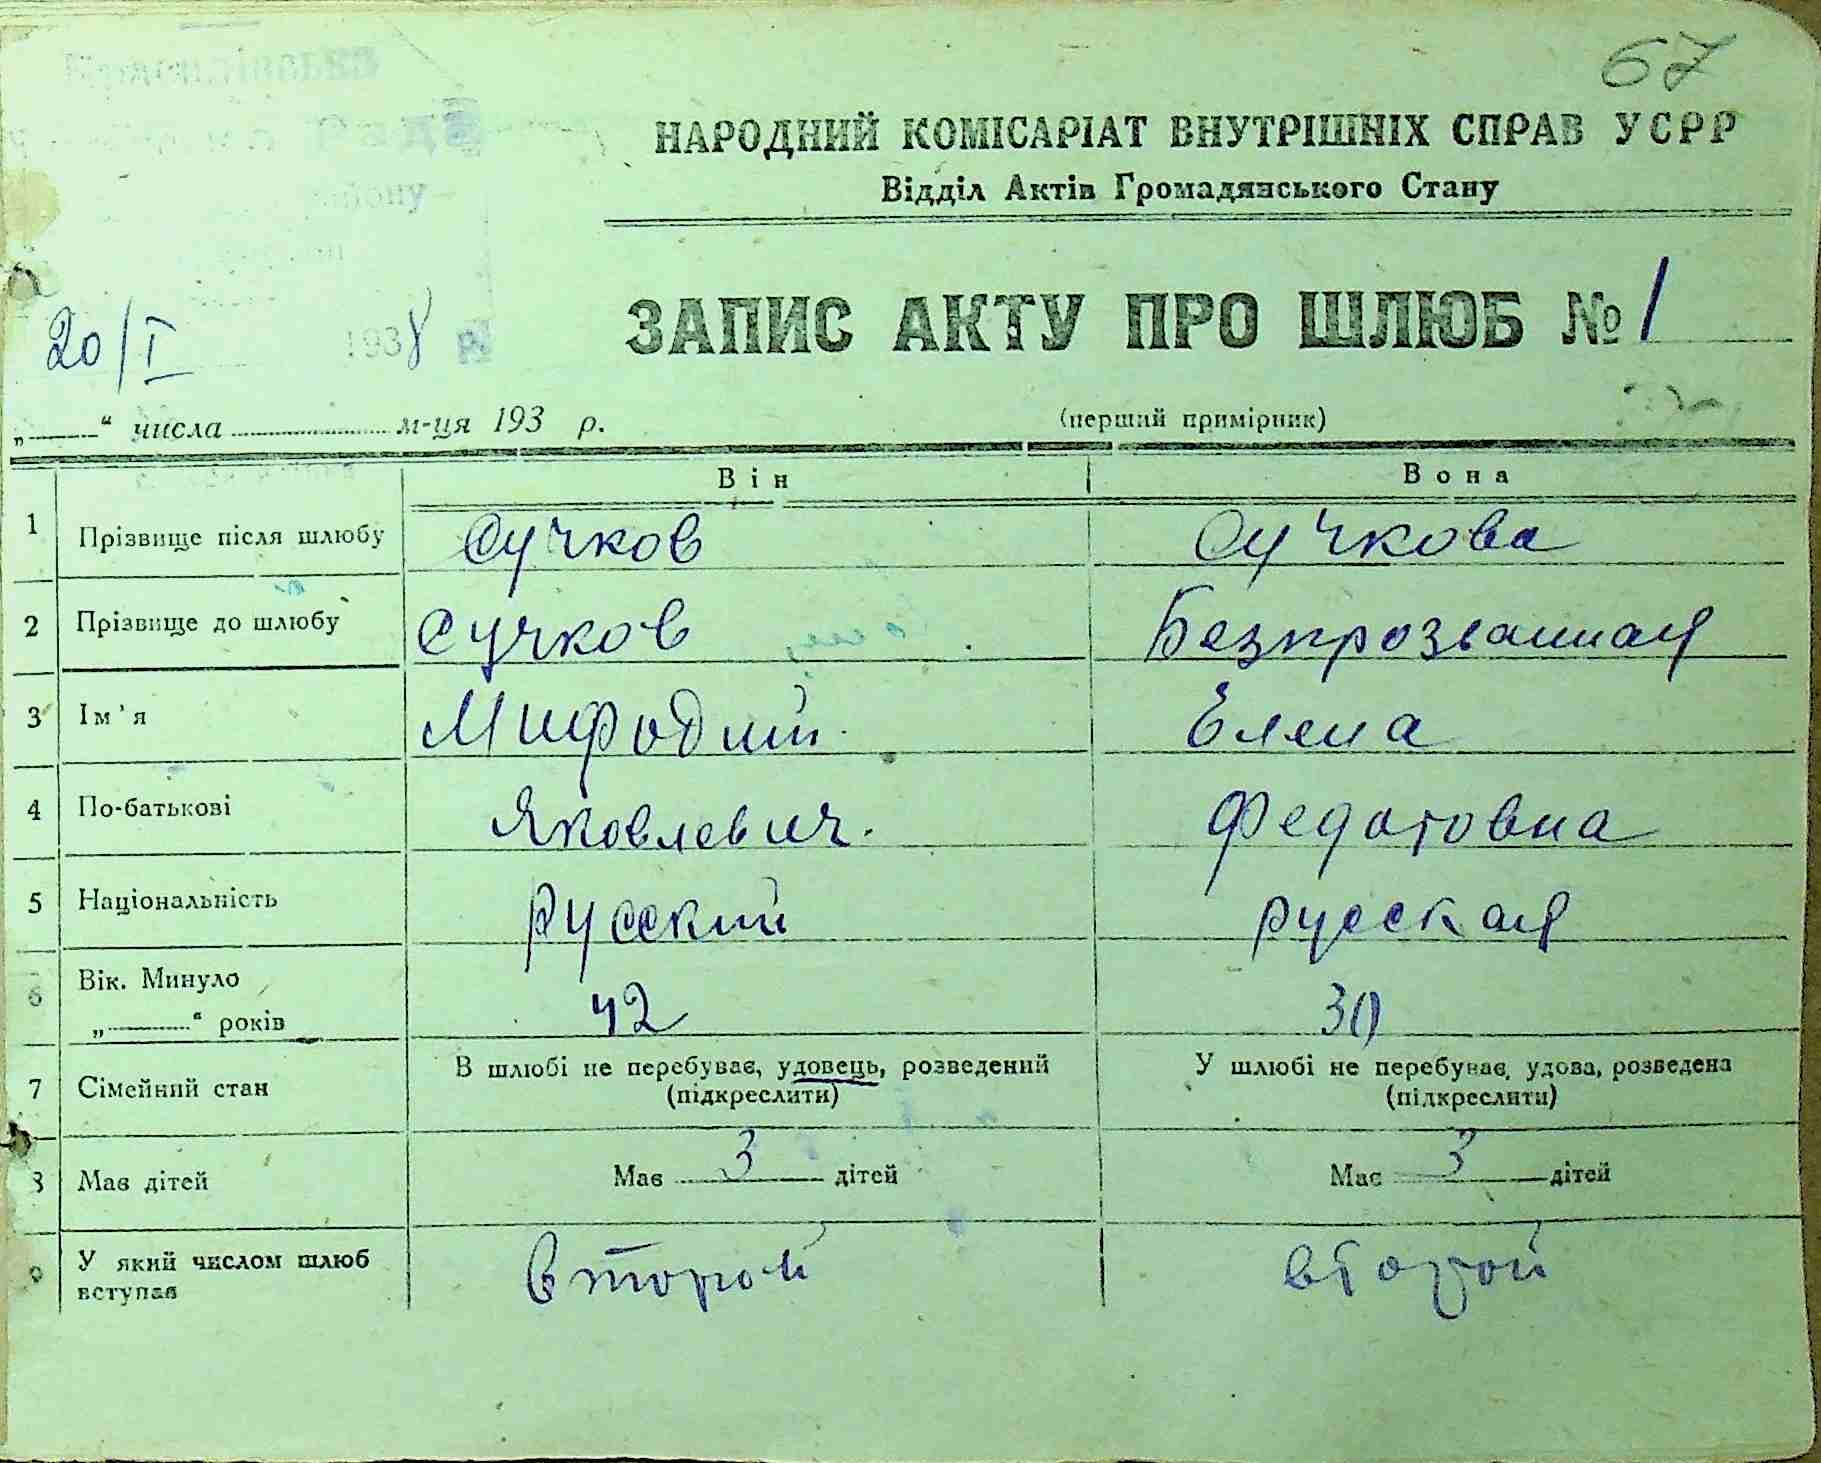 67
НАРОДНИЙ КОМІСАРІАТ ВНУТРІШНІХ СПРАВ УСРР
Відділ Актів Громадянського Стану
20/I 1938 р.
ЗАПИС АКТУ ПРО ШЛЮБ № 1
„——“ числа ............ м-ця 193 р. (перший примірник)
Він Вона
1 Прізвище після шлюбу Сучков Сучкова
2 Прізвище до шлюбу Сучков Безпрозванная
3 Ім'я Мифодий Елена
4 По-батькові Яковлевич. Федотовна
5 Національність русский русская
6 Вік. Минуло
„——“ років 42 30
7 Сімейний стан В шлюбі не перебуває, удовець, розведений (підкреслити) У шлюбі не перебуває, удова, розведена (підкреслити)
8 Має дітей Має 3 дітей Має 3 дітей
9 У який числом шлюб вступає второй второй